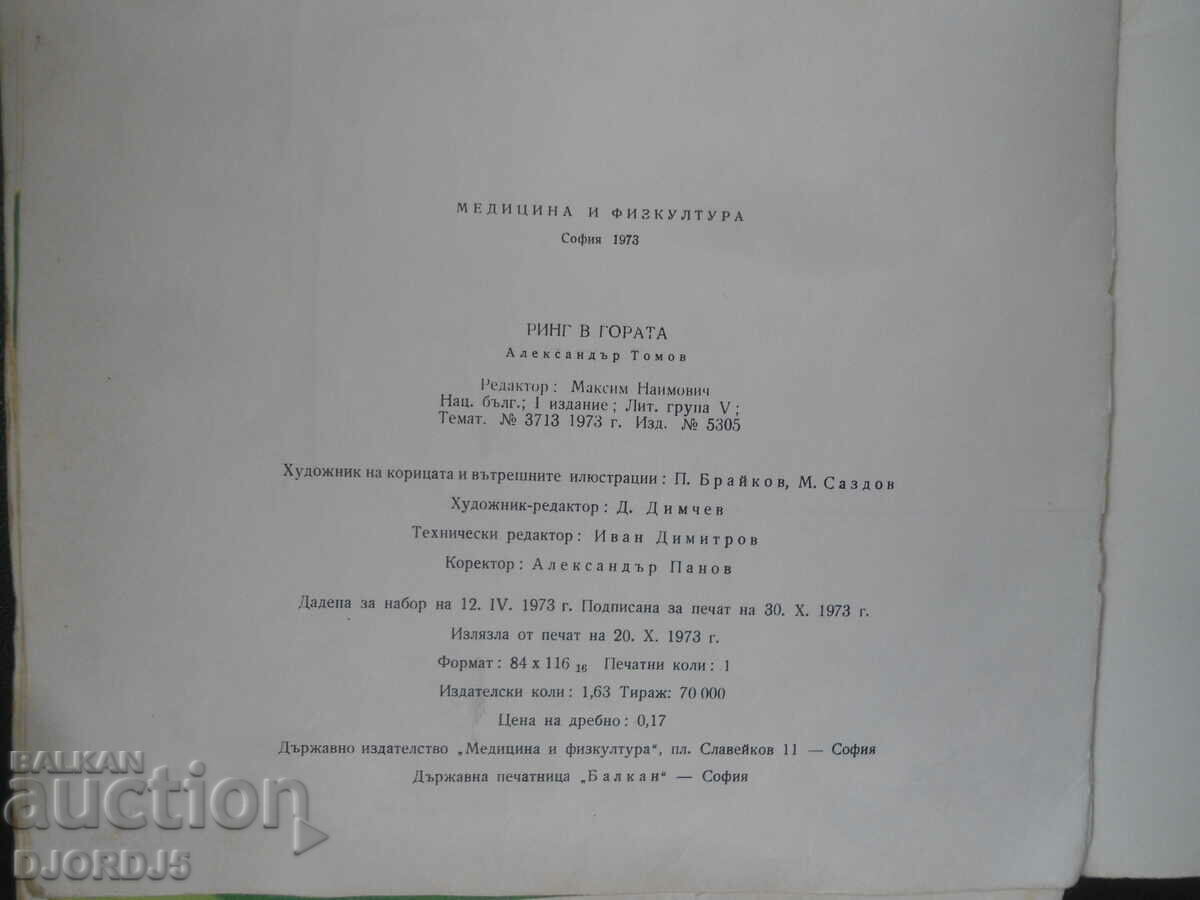 МЕДИЦИНА И ФИЗКУЛТУРА
София 1973
РИНГ В ГОРАТА
Александър Томов
Редактор: Максим Наимович
Нац. бълг.; I издание; Лит. група V;
Темат. № 3713 1973 г. Изд. № 5305
Художник на корицата и вътрешните илюстрации: П. Брайков, М. Саздов
Художник-редактор: Д. Димчев
Технически редактор: Иван Димитров
Коректор: Александър Панов
Дадена за набор на 12. IV. 1973 г. Подписана за печат на 30. X. 1973 г.
Излязла от печат на 20. X. 1973 г.
Формат: 84 x 116 16 Печатни коли: 1
Издателски коли: 1,63 Тираж: 70 000
Цена на дребно: 0,17
Държавно издателство „Медицина и физкултура“, пл. Славейков 11 — София
Държавна печатница „Балкан“ — София
BALKAN
auction
DJORDJ5